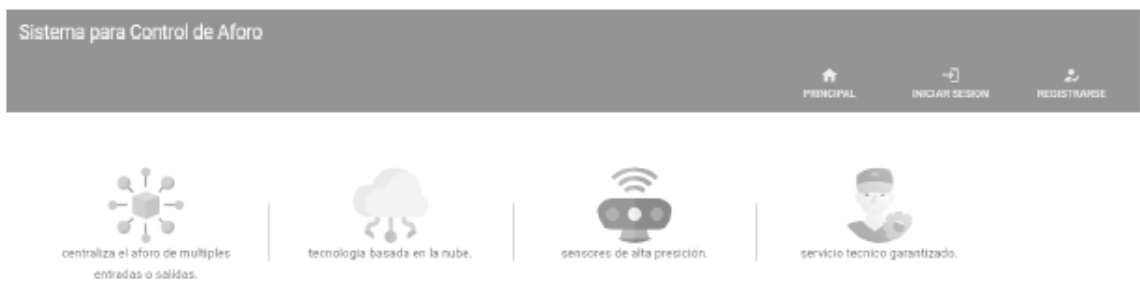 Sistema para Control de Aforo
PRINCIPAL
INICIAR SESION
REGISTRARSE
centraliza el aforo de multiples
entradas o salidas.
tecnologia basada en la nube.
sensores de alta presición.
servicio tecnico garantizado.